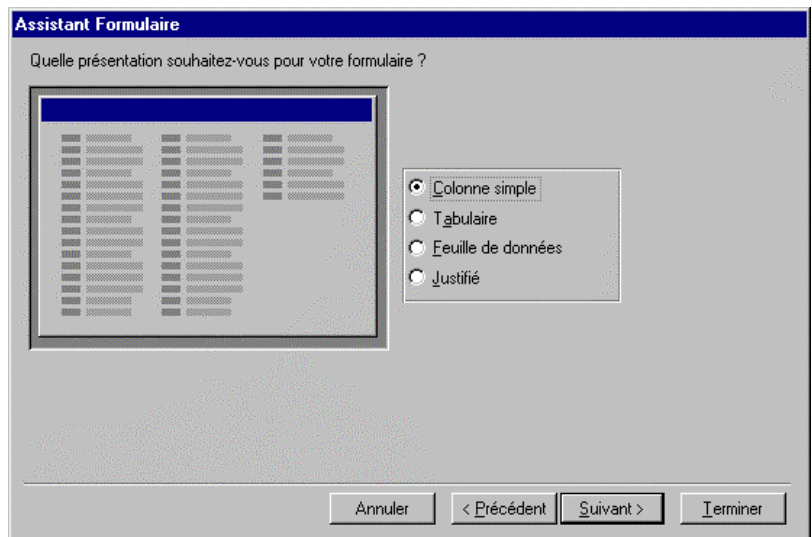 Assistant Formulaire
Quelle présentation souhaitez-vous pour votre formulaire ?
Colonne simple
Tabulaire
Feuille de données
Justifié
Annuler
< Précédent
Suivant >
Terminer